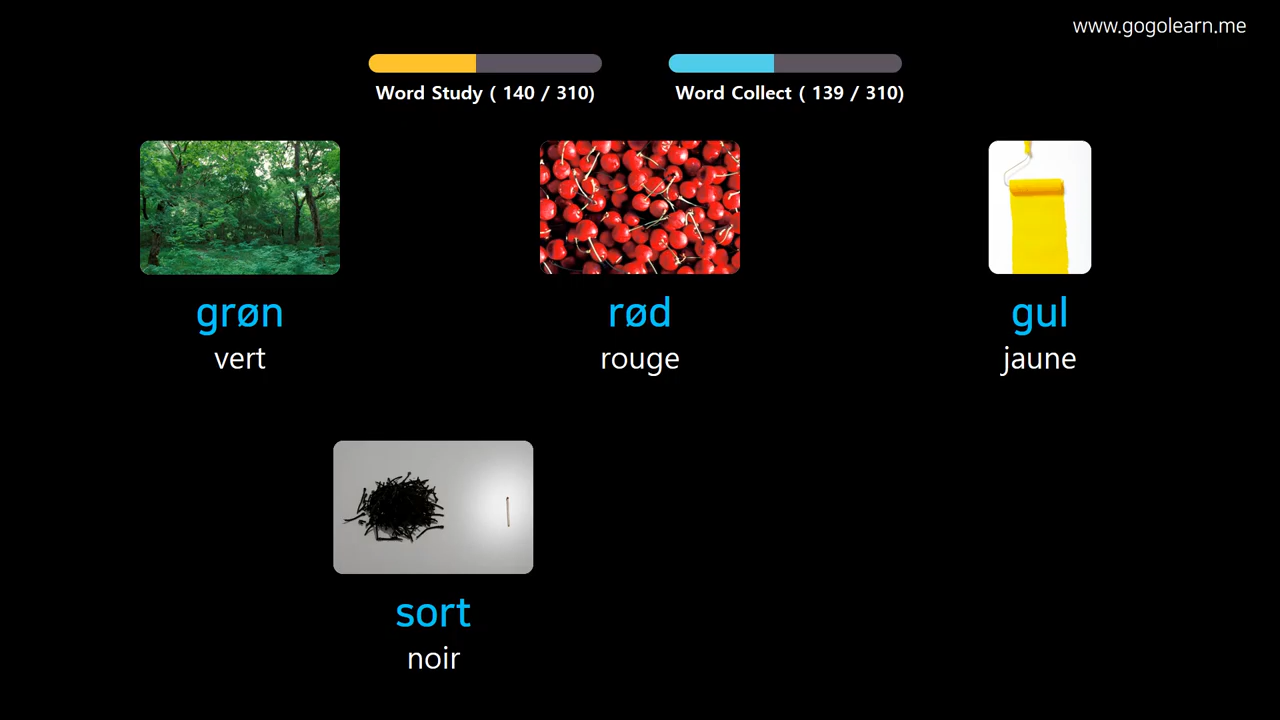 www.gogolearn.me
Word Study ( 140 / 310)
Word Collect ( 139 / 310)
grøn
vert
rød
rouge
gul
jaune
sort
noir